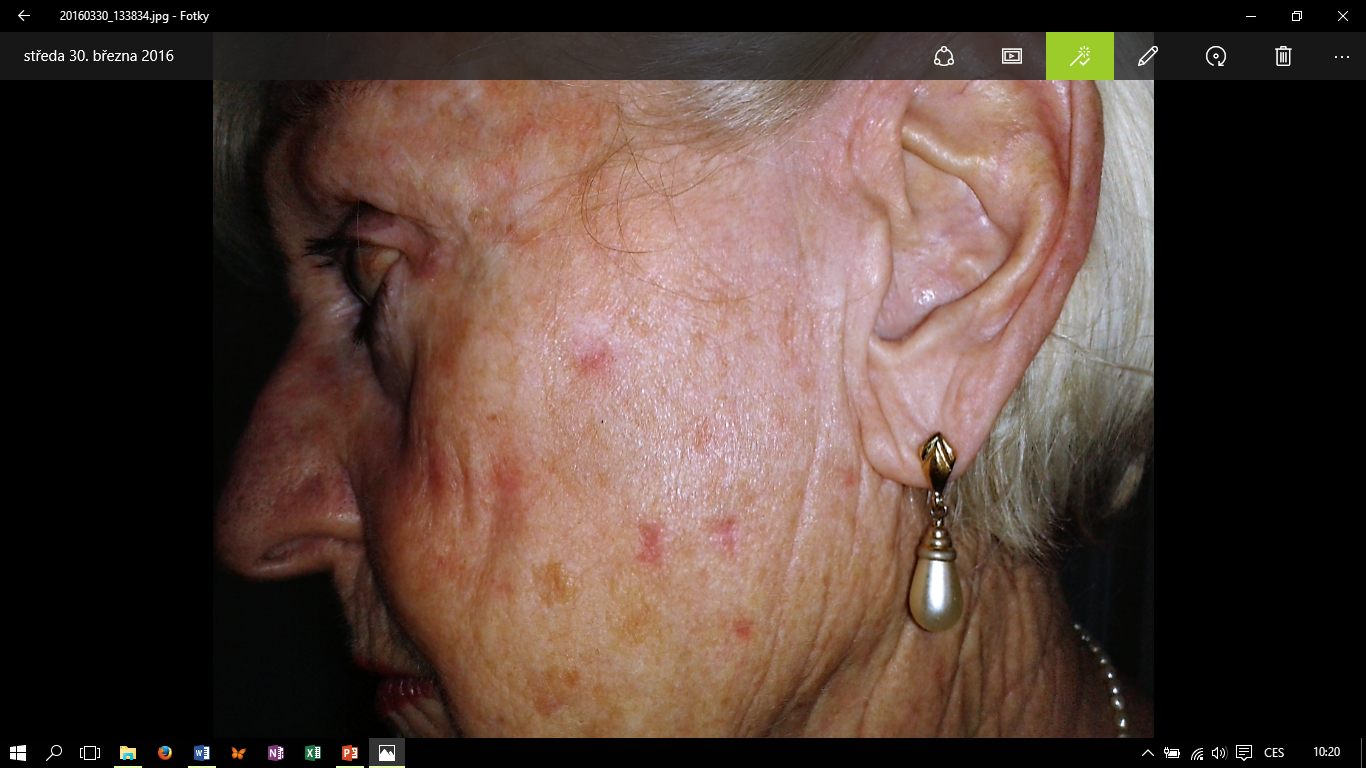 20160330_133834.jpg - Fotky
středa 30. března 2016
CES
10:20